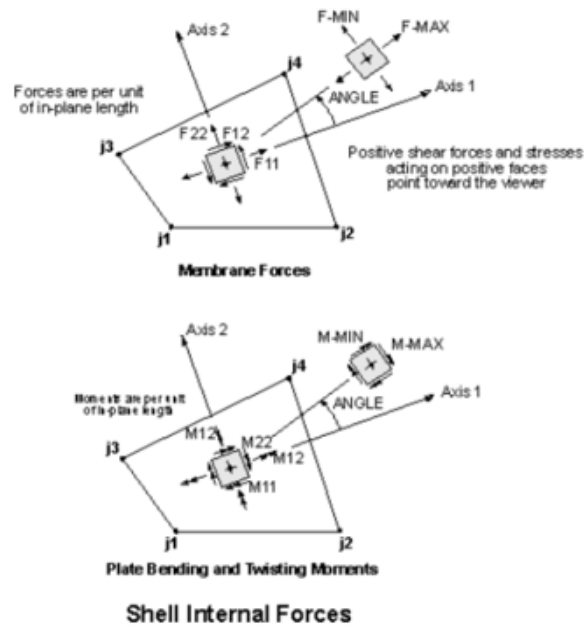 Axis 2
F-MIN
F-MAX
j4
Forces are per unit
of in-plane length
ANGLE
Axis 1
F22 F12
j3
F11
Positive shear forces and stresses
acting on positive faces
point toward the viewer
j1
j2
Membrane Forces
Axis 2
M-MIN
M-MAX
j4
Moments are per unit
of in-plane length
ANGLE
Axis 1
M12
M22
j3
M12
M11
j1
j2
Plate Bending and Twisting Moments
Shell Internal Forces